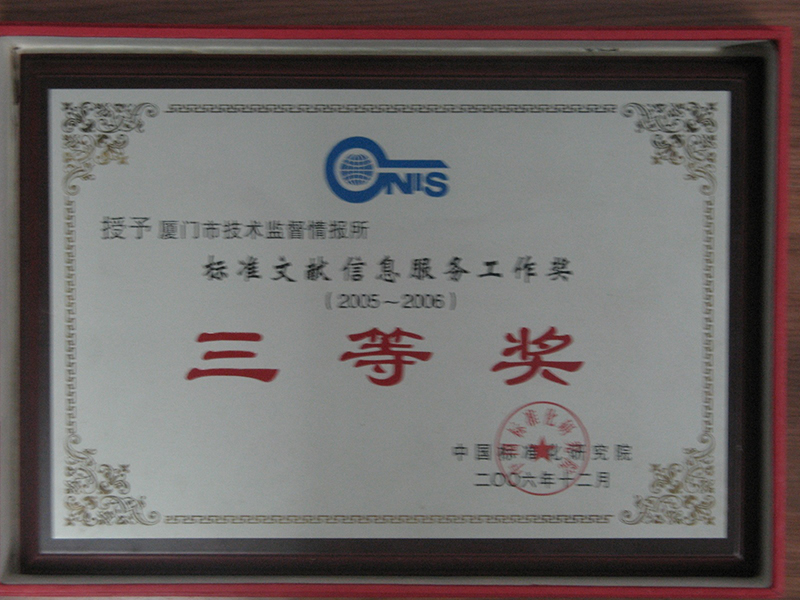 CNIS
授予 厦门市技术监督情报所
标准文献信息服务工作奖
(2005～2006)
三等奖
中国标准化研究院
二〇〇六年十二月